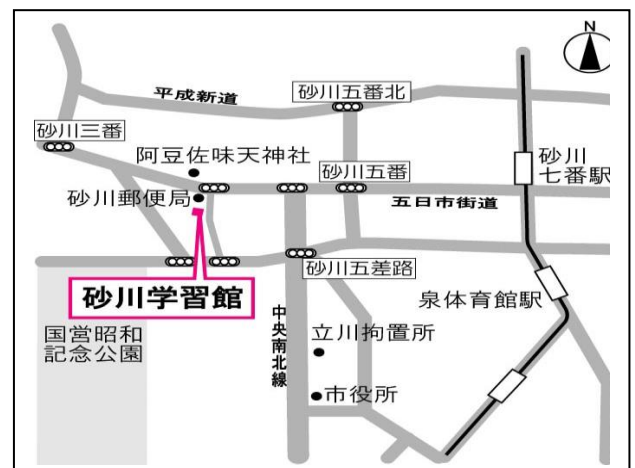 N
平成新道
砂川五番北
砂川三番
阿豆佐味天神社
砂川五番
砂川
七番駅
砂川郵便局
五日市街道
砂川五差路
砂川学習館
泉体育館駅
国営昭和
記念公園
中央南北線
立川拘置所
市役所